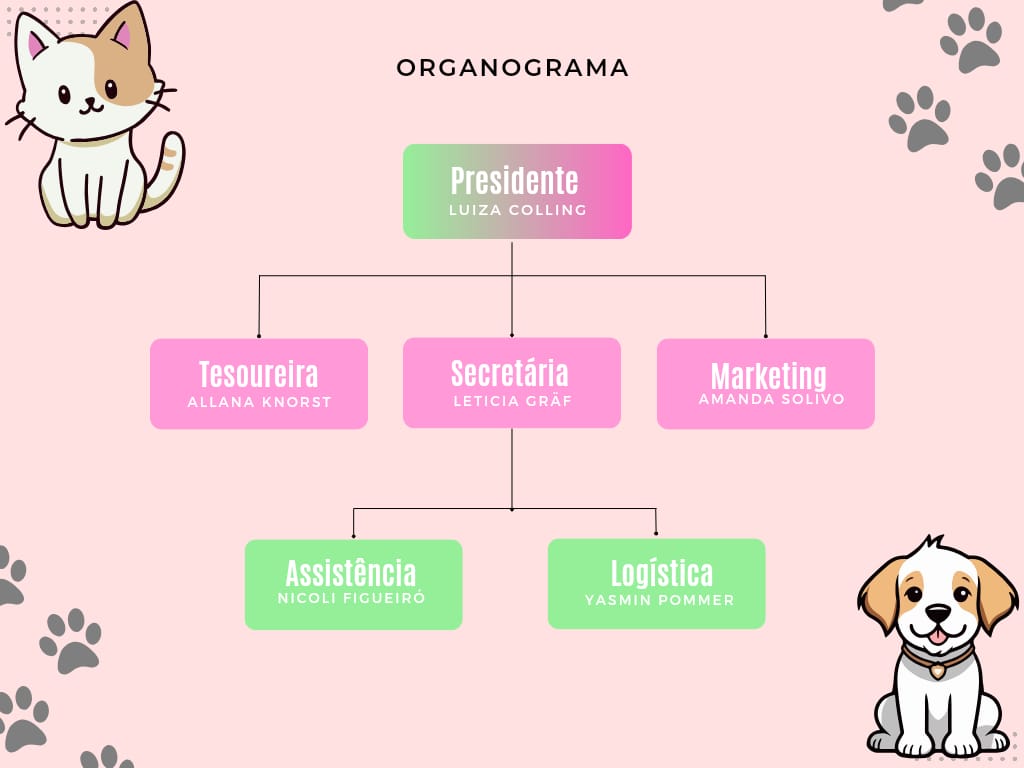 ORGANOGRAMA
Presidente
LUIZA COLLING
Tesoureira
ALLANA KNORST
Secretária
LETICIA GRÄF
Marketing
AMANDA SOLIVO
Assistência
NICOLI FIGUEIRÓ
Logística
YASMIN POMMER